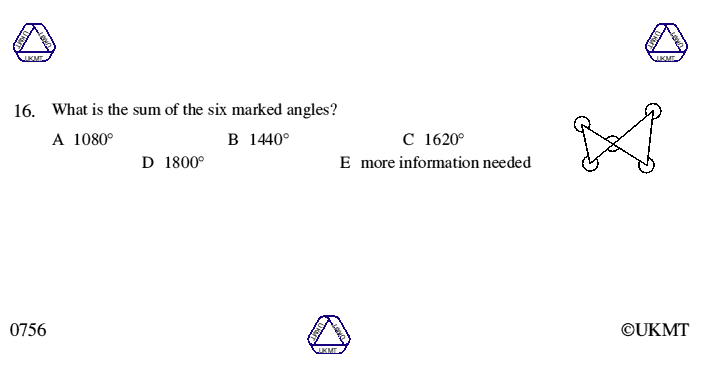 UKMT UKMT UKMT
UKMT UKMT UKMT
16. What is the sum of the six marked angles?
A 1080° B 1440° C 1620°
D 1800° E more information needed
0756
UKMT UKMT UKMT
©UKMT